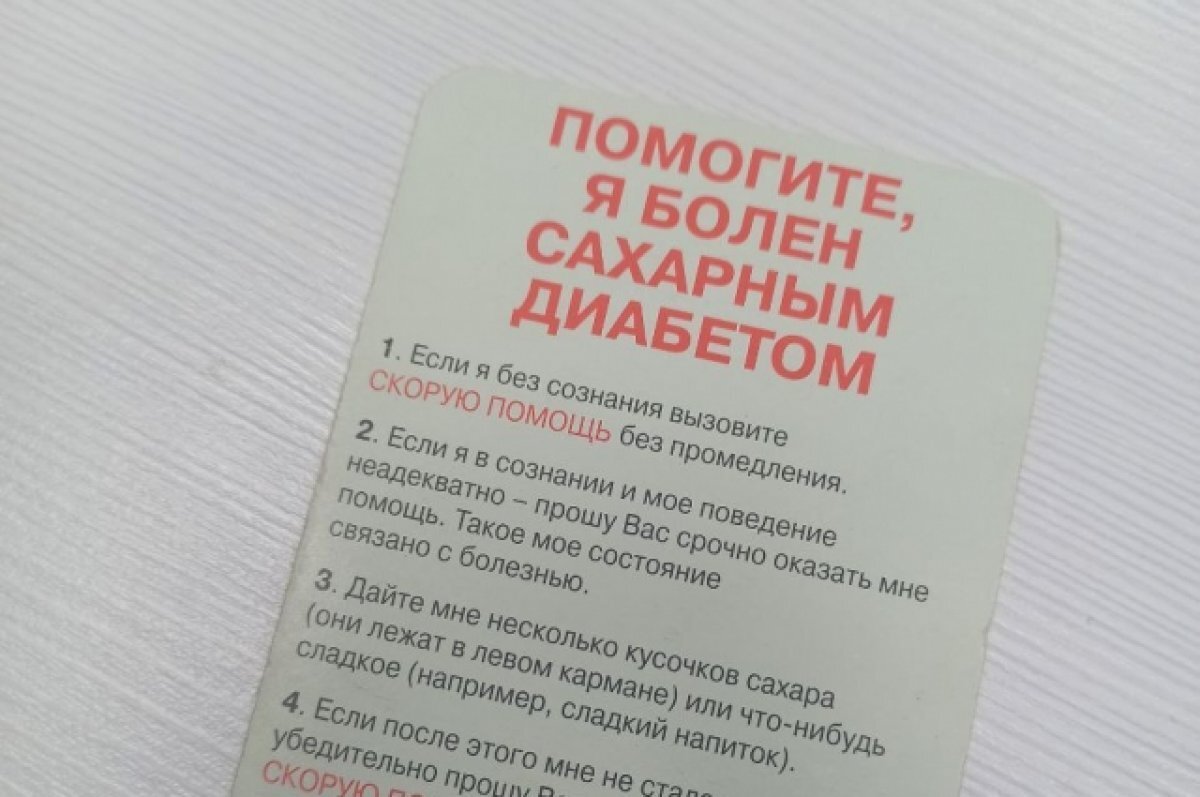 ПОМОГИТЕ,
Я БОЛЕН
САХАРНЫМ
ДИАБЕТОМ
1. Если я без сознания вызовите
СКОРУЮ ПОМОЩЬ без промедления.
2. Если я в сознании и мое поведение
неадекватно – прошу Вас срочно оказать мне
помощь. Такое мое состояние
связано с болезнью.
3. Дайте мне несколько кусочков сахара
(они лежат в левом кармане) или что-нибудь
сладкое (например, сладкий напиток).
4. Если после этого мне не
убедительно прошу
СКОРУЮ